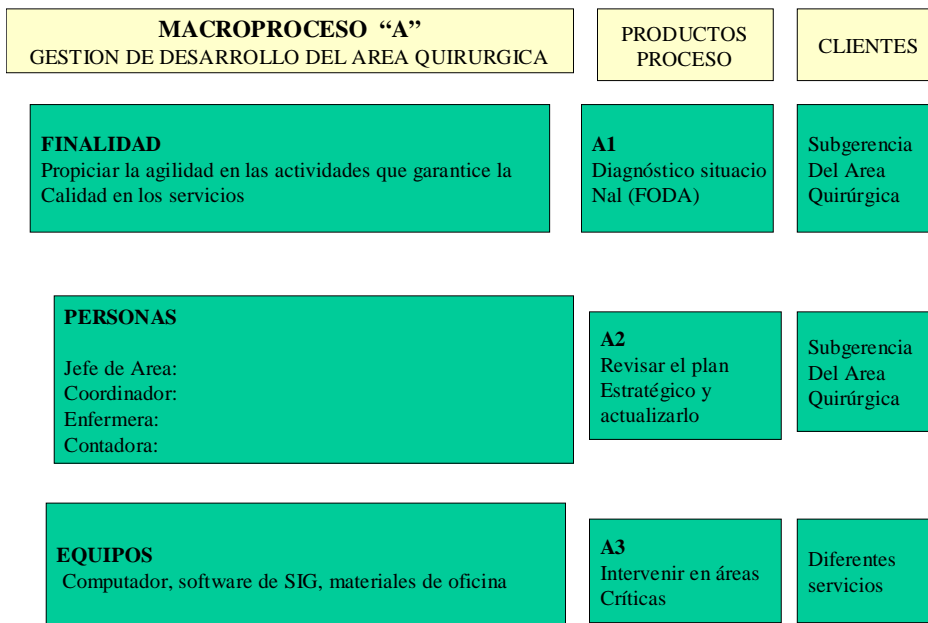 MACROPROCESO “A”
GESTION DE DESARROLLO DEL AREA QUIRURGICA
PRODUCTOS
PROCESO
CLIENTES
FINALIDAD
Propiciar la agilidad en las actividades que garantice la
Calidad en los servicios
A1
Diagnóstico situacio
Nal (FODA)
Subgerencia
Del Area
Quirúrgica
PERSONAS
Jefe de Area:
Coordinador:
Enfermera:
Contadora:
A2
Revisar el plan
Estratégico y
actualizarlo
Subgerencia
Del Area
Quirúrgica
EQUIPOS
Computador, software de SIG, materiales de oficina
A3
Intervenir en áreas
Críticas
Diferentes
servicios